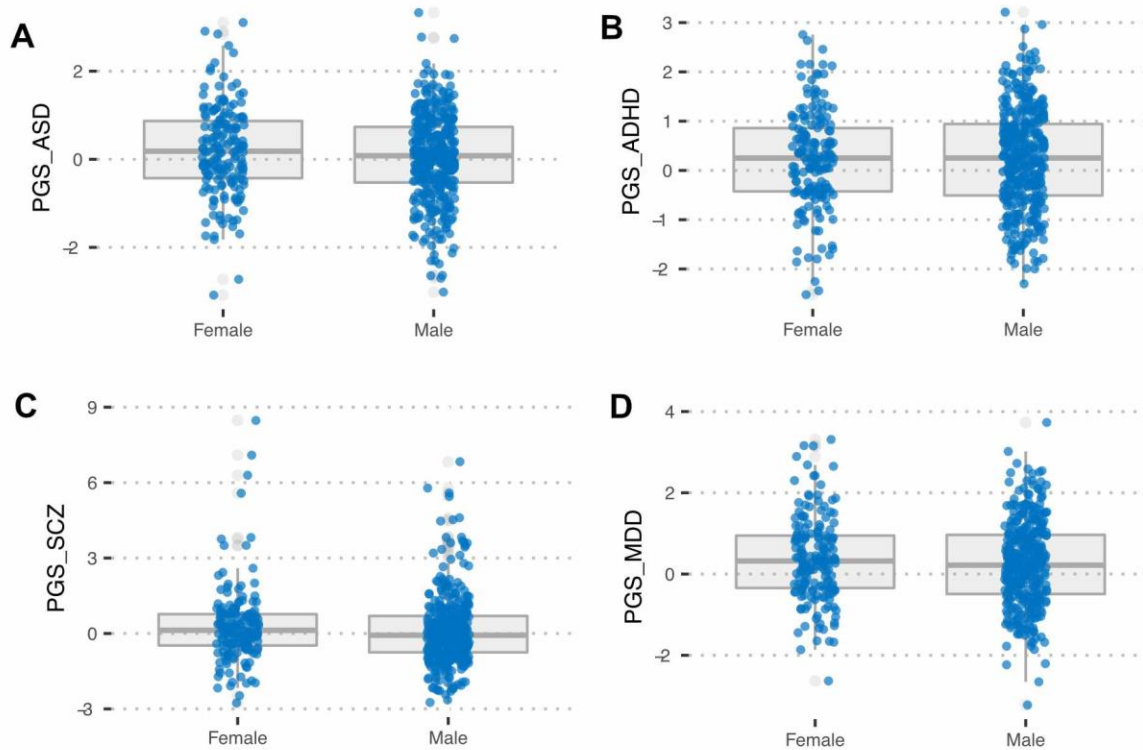 A
PGS_ASD
2
0
−2
Female
Male
B
PGS_ADHD
3
2
1
0
−1
−2
Female
Male
C
PGS_SCZ
9
6
3
0
−3
Female
Male
D
PGS_MDD
4
2
0
−2
Female
Male